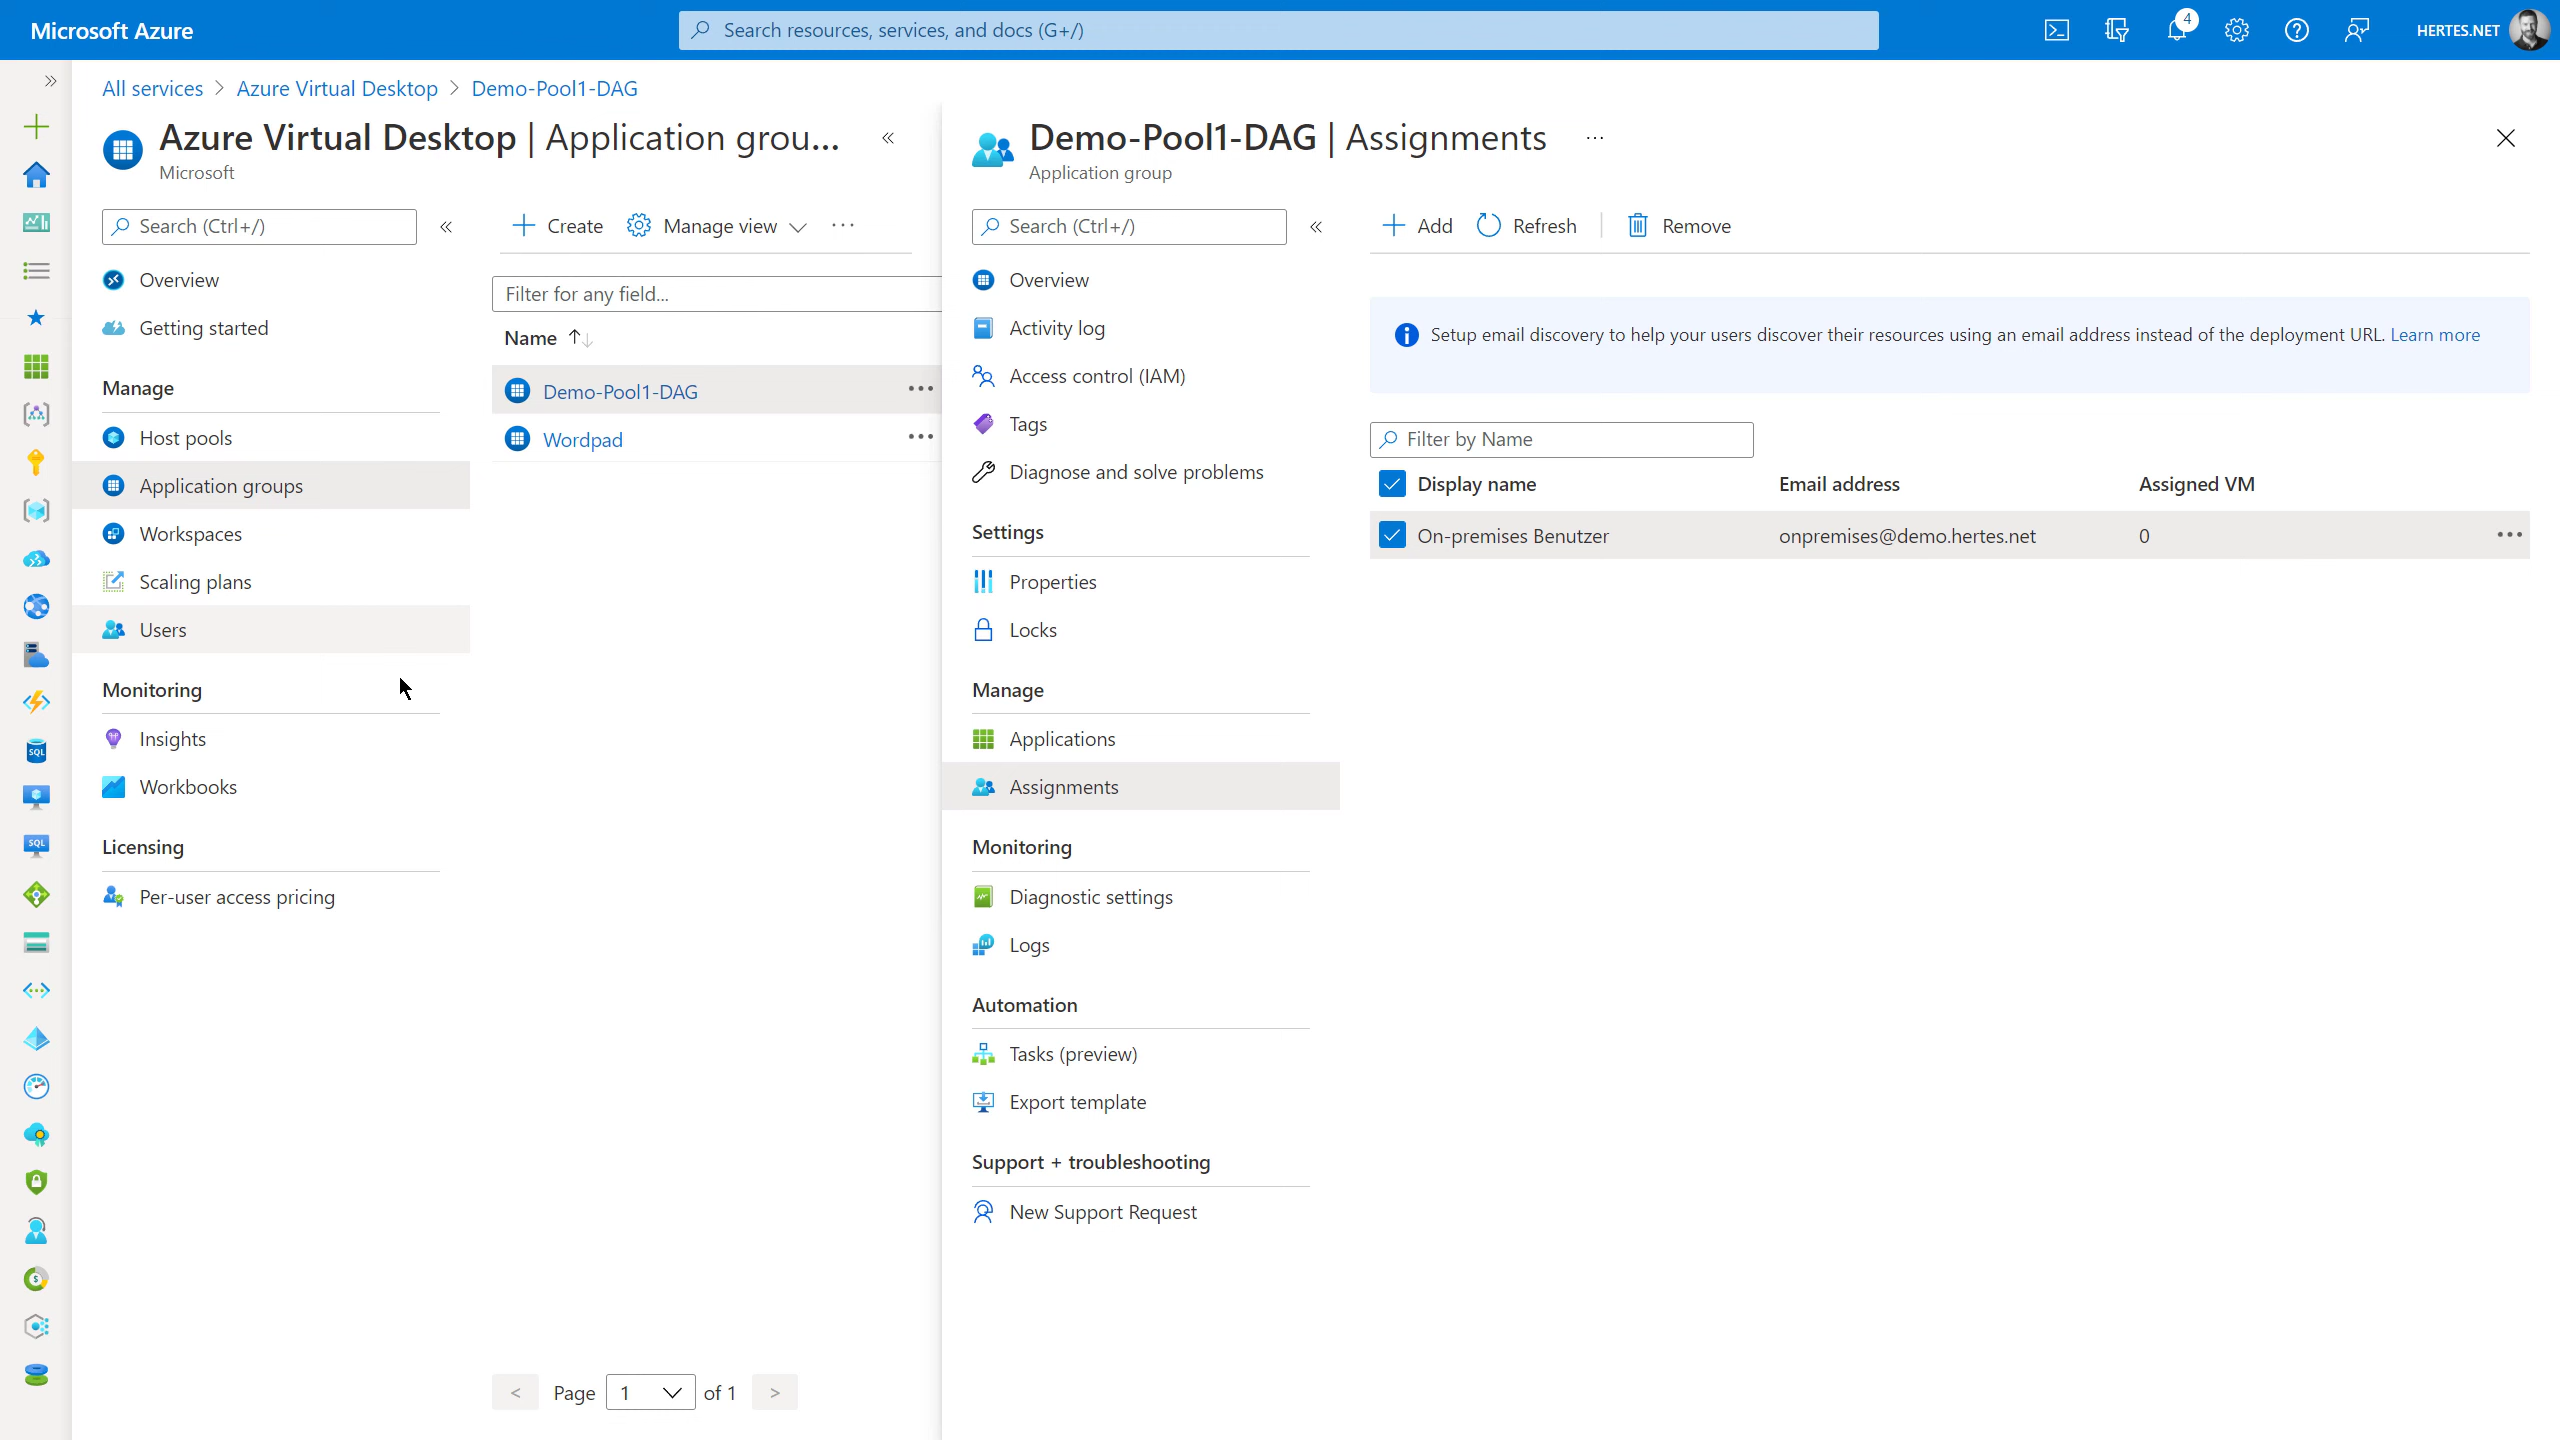 Microsoft Azure
Search resources, services, and docs (G+/)
4
HERTES.NET
All services > Azure Virtual Desktop > Demo-Pool1-DAG
Azure Virtual Desktop | Application grou...
Microsoft
Search (Ctrl+/)
Overview
Getting started
Manage
Host pools
Application groups
Workspaces
Scaling plans
Users
Monitoring
Insights
Workbooks
Licensing
Per-user access pricing
Create
Manage view
Filter for any field...
Name
Demo-Pool1-DAG
Wordpad
< Page 1 of 1 >
Demo-Pool1-DAG | Assignments
Application group
Search (Ctrl+/)
Overview
Activity log
Access control (IAM)
Tags
Diagnose and solve problems
Settings
Properties
Locks
Manage
Applications
Assignments
Monitoring
Diagnostic settings
Logs
Automation
Tasks (preview)
Export template
Support + troubleshooting
New Support Request
Add Refresh Remove
Setup email discovery to help your users discover their resources using an email address instead of the deployment URL. Learn more
Filter by Name
Display name Email address Assigned VM
On-premises Benutzer onpremises@demo.hertes.net 0
SQL
SQL